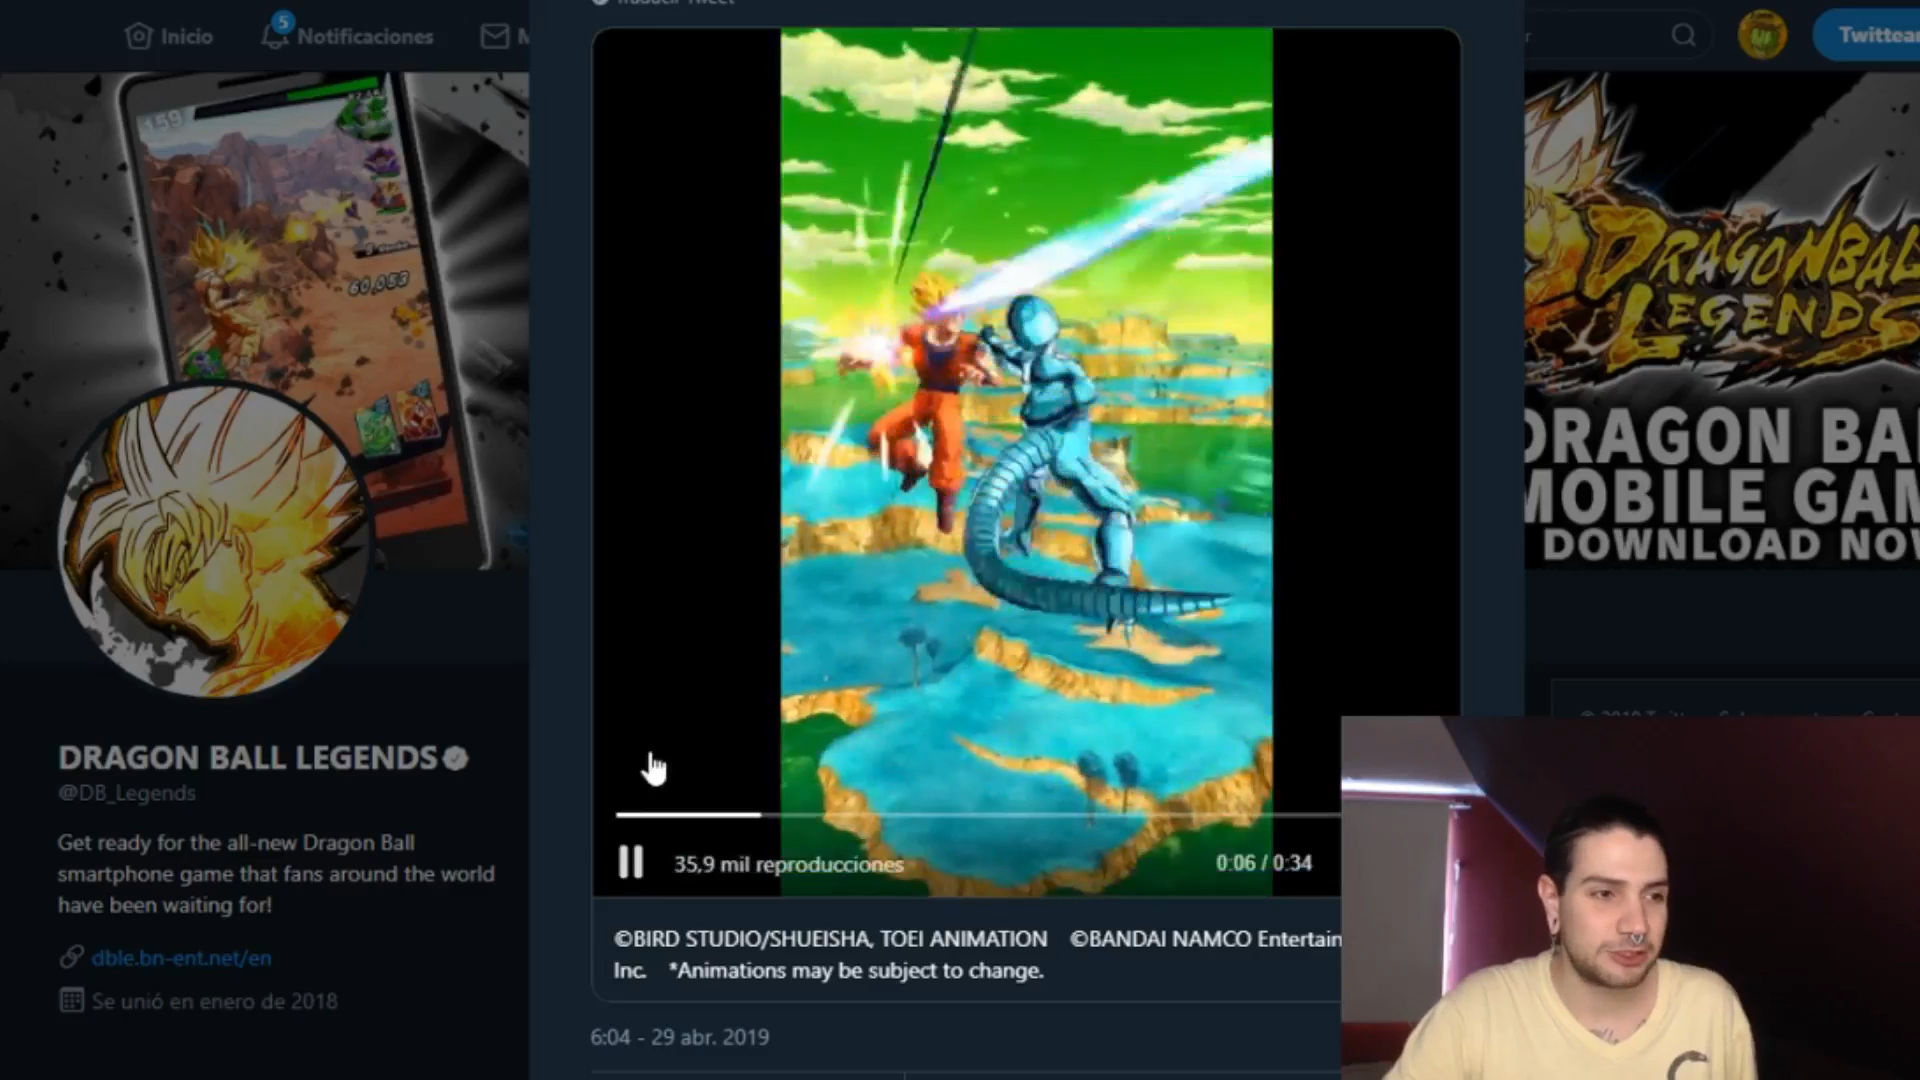 Inicio
5
Notificaciones
M
Traducir Tweet
r
Twittear
159
60,053
DRAGON BALL
LEGENDS
DRAGON BA
MOBILE GAM
DOWNLOAD NO
DRAGON BALL LEGENDS
@DB_Legends
Get ready for the all-new Dragon Ball
smartphone game that fans around the world
have been waiting for!
dble.bn-ent.net/en
Se unió en enero de 2018
35,9 mil reproducciones
0:06 / 0:34
©BIRD STUDIO/SHUEISHA, TOEI ANIMATION ©BANDAI NAMCO Entertain
Inc. *Animations may be subject to change.
6:04 - 29 abr. 2019